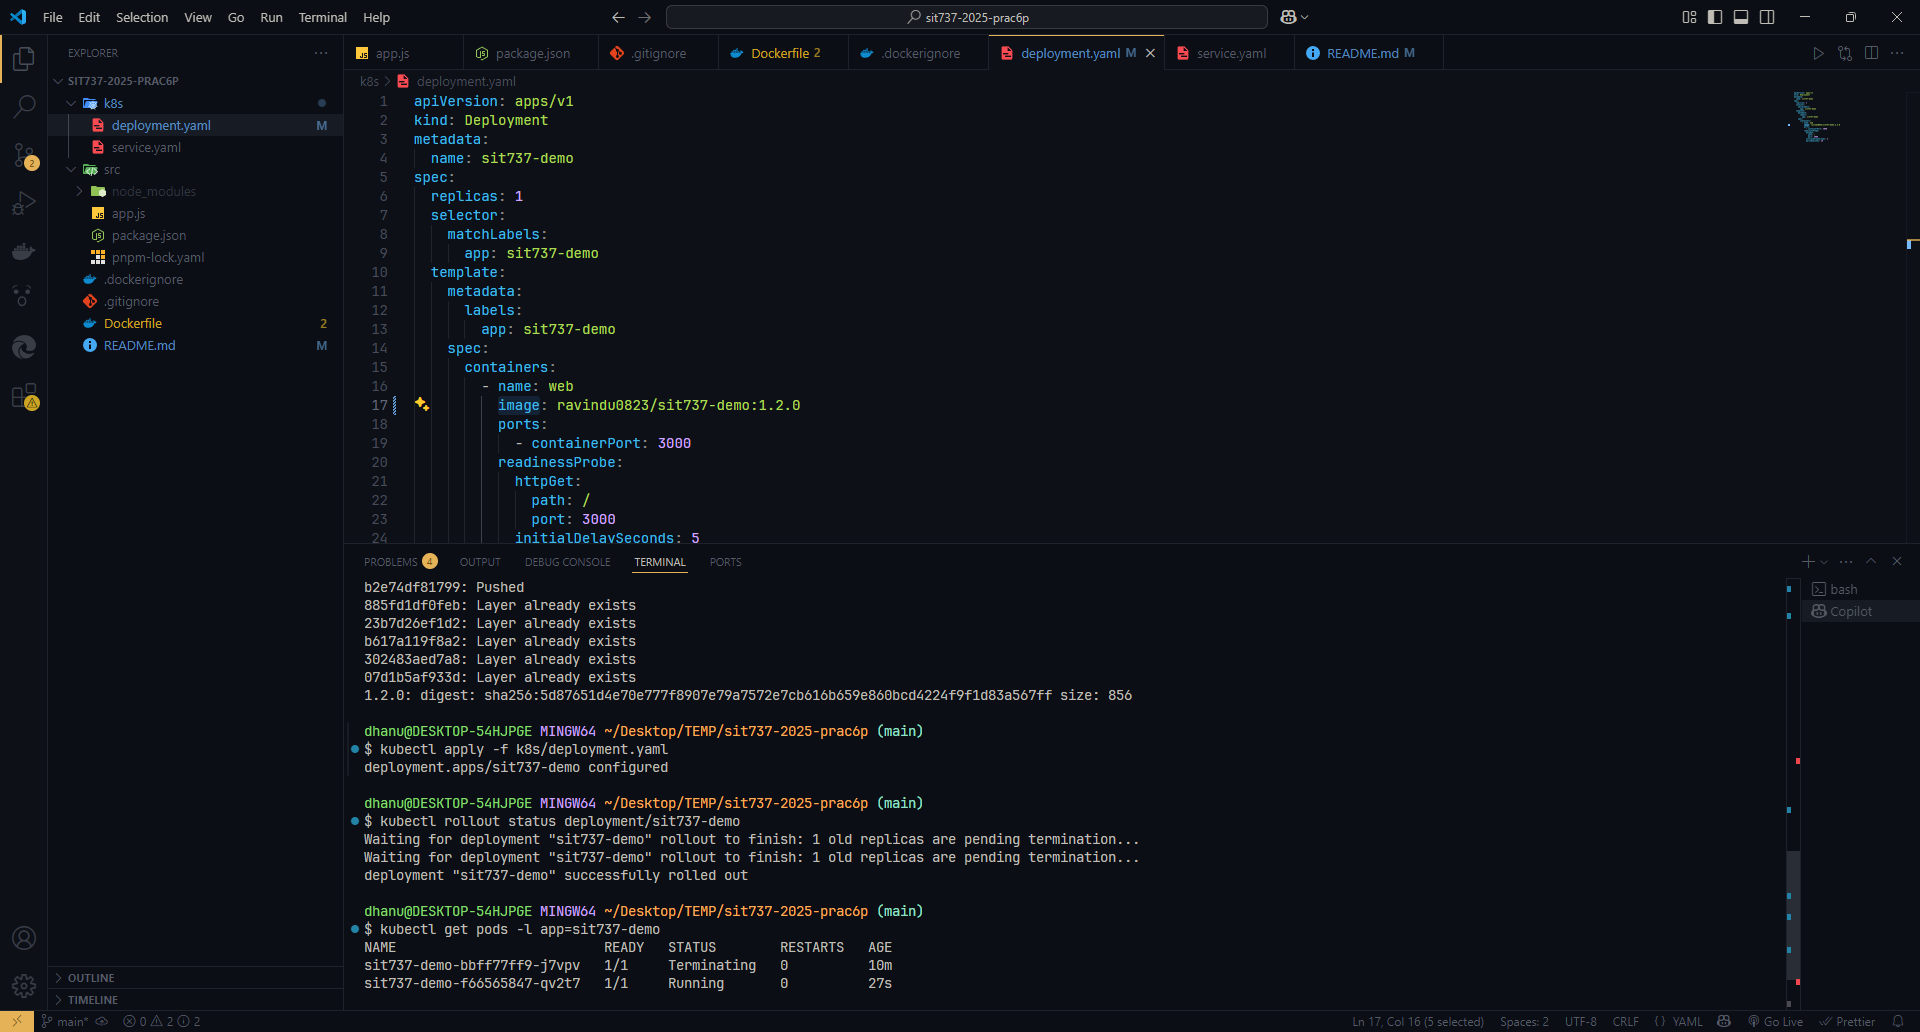 File Edit Selection View Go Run Terminal Help
sit737-2025-prac6p
EXPLORER
SIT737-2025-PRAC6P
k8s
deployment.yaml M
service.yaml
src
node_modules
app.js
package.json
pnpm-lock.yaml
.dockerignore
.gitignore
Dockerfile 2
README.md M
2
OUTLINE
TIMELINE
app.js package.json .gitignore Dockerfile 2 .dockerignore deployment.yaml M service.yaml README.md M
k8s > deployment.yaml
1 apiVersion: apps/v1
2 kind: Deployment
3 metadata:
4 name: sit737-demo
5 spec:
6 replicas: 1
7 selector:
8 matchLabels:
9 app: sit737-demo
10 template:
11 metadata:
12 labels:
13 app: sit737-demo
14 spec:
15 containers:
16 - name: web
17 image: ravindu0823/sit737-demo:1.2.0
18 ports:
19 - containerPort: 3000
20 readinessProbe:
21 httpGet:
22 path: /
23 port: 3000
24 initialDelaySeconds: 5
PROBLEMS 4 OUTPUT DEBUG CONSOLE TERMINAL PORTS
b2e74df81799: Pushed
885fd1df0feb: Layer already exists
23b7d26ef1d2: Layer already exists
b617a119f8a2: Layer already exists
302483aed7a8: Layer already exists
07d1b5af933d: Layer already exists
1.2.0: digest: sha256:5d87651d4e70e777f8907e79a7572e7cb616b659e860bcd4224f9f1d83a567ff size: 856
dhanu@DESKTOP-54HJPGE MINGW64 ~/Desktop/TEMP/sit737-2025-prac6p (main)
$ kubectl apply -f k8s/deployment.yaml
deployment.apps/sit737-demo configured
dhanu@DESKTOP-54HJPGE MINGW64 ~/Desktop/TEMP/sit737-2025-prac6p (main)
$ kubectl rollout status deployment/sit737-demo
Waiting for deployment "sit737-demo" rollout to finish: 1 old replicas are pending termination...
Waiting for deployment "sit737-demo" rollout to finish: 1 old replicas are pending termination...
deployment "sit737-demo" successfully rolled out
dhanu@DESKTOP-54HJPGE MINGW64 ~/Desktop/TEMP/sit737-2025-prac6p (main)
$ kubectl get pods -l app=sit737-demo
NAME READY STATUS RESTARTS AGE
sit737-demo-bbff77ff9-j7vpv 1/1 Terminating 0 10m
sit737-demo-f66565847-qv2t7 1/1 Running 0 27s
bash
Copilot
main* 0 2 2
Ln 17, Col 16 (5 selected) Spaces: 2 UTF-8 CRLF {} YAML Go Live Prettier